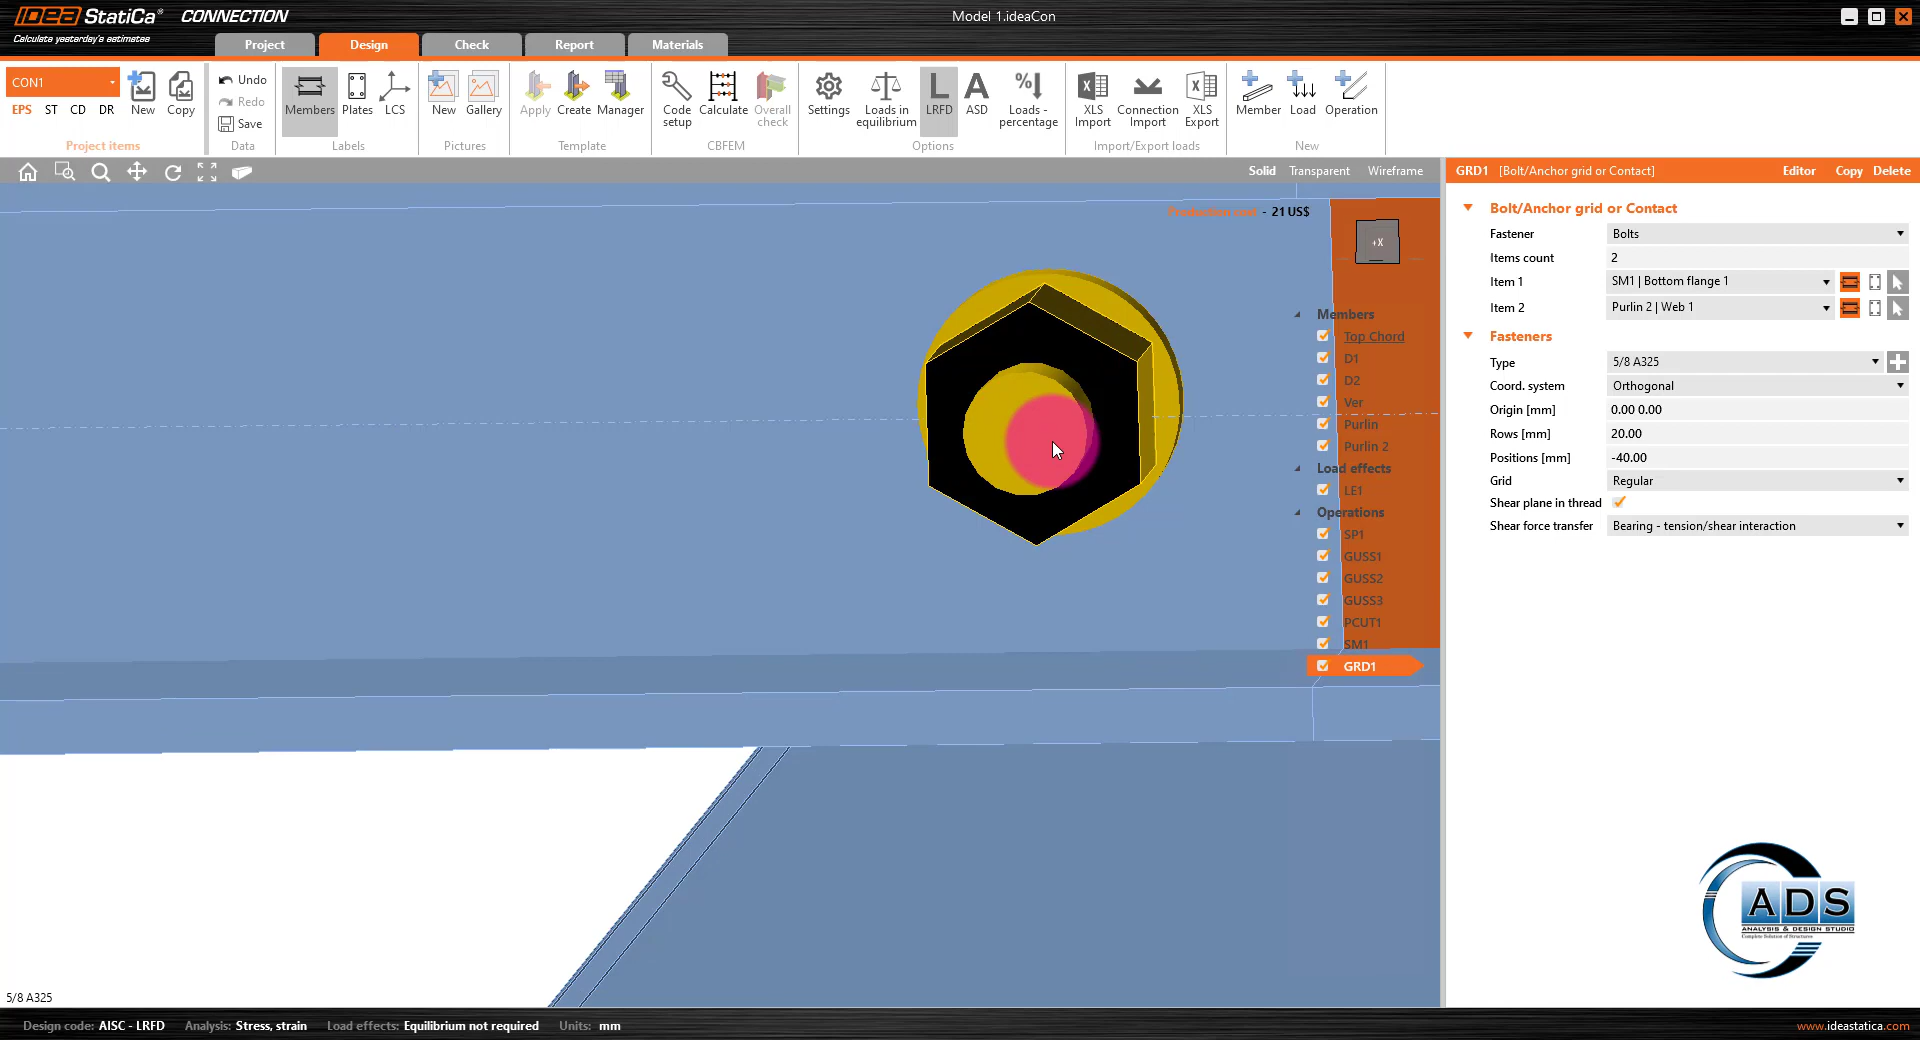 IDEA StatiCa® CONNECTION
Calculate yesterday's estimates
Model 1.ideaCon
Project Design Check Report Materials
CON1
EPS ST CD DR
New Copy
Project items
Undo
Redo
Save
Data
Members Plates LCS
Labels
New Gallery
Pictures
Apply Create Manager
Template
Code setup Calculate Overall check
CBFEM
Settings Loads in equilibrium LRFD ASD Loads - percentage
Options
XLS Import Connection Import XLS Export
Import/Export loads
Member Load Operation
New
Solid Transparent Wireframe
Production cost - 21 US$
+X
Members
Top Chord
D1
D2
Ver
Purlin
Purlin 2
Load effects
LE1
Operations
SP1
GUSS1
GUSS2
GUSS3
PCUT1
SM1
GRD1
GRD1 [Bolt/Anchor grid or Contact] Editor Copy Delete
Bolt/Anchor grid or Contact
Fastener Bolts
Items count 2
Item 1 SM1 | Bottom flange 1
Item 2 Purlin 2 | Web 1
Fasteners
Type 5/8 A325
Coord. system Orthogonal
Origin [mm] 0.00 0.00
Rows [mm] 20.00
Positions [mm] -40.00
Grid Regular
Shear plane in thread
Shear force transfer Bearing - tension/shear interaction
ADS
ANALYSIS & DESIGN STUDIO
Complete Solution of Structures
5/8 A325
Design code: AISC - LRFD Analysis: Stress, strain Load effects: Equilibrium not required Units: mm
www.ideastatica.com